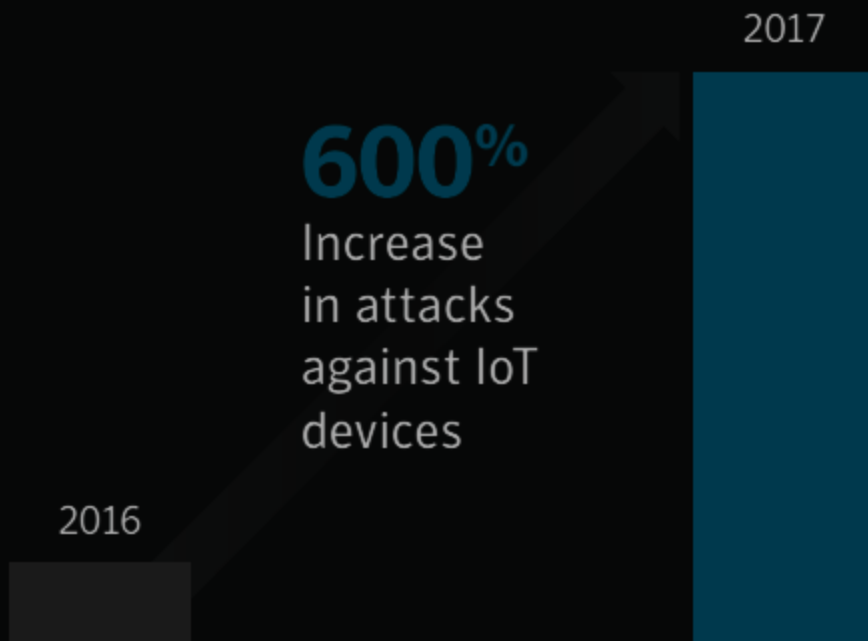 2017
600%
Increase
in attacks
against IoT
devices
2016